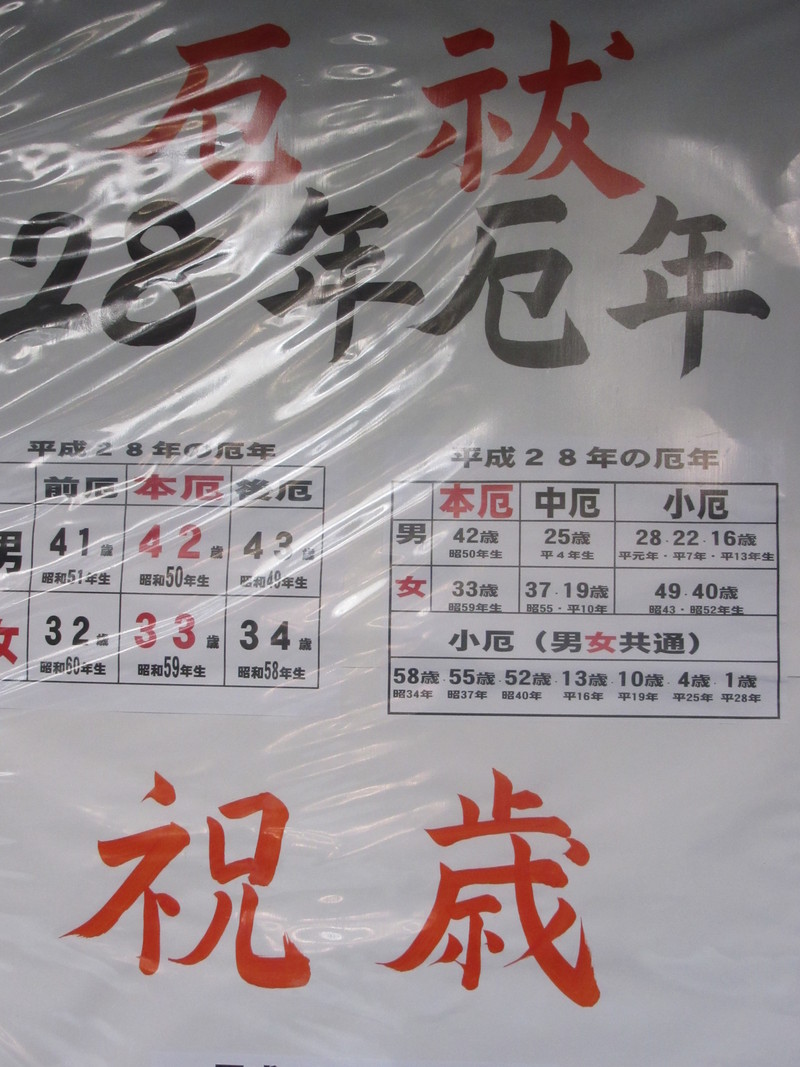 厄 祓
28年厄年
平成２８年の厄年
前厄 本厄 後厄
男 41歳 42歳 43歳
昭和51年生 昭和50年生 昭和49年生
女 32歳 33歳 34歳
昭和60年生 昭和59年生 昭和58年生
平成２８年の厄年
本厄 中厄 小厄
男 42歳 25歳 28・22・16歳
昭50年生 平４年生 平元年・平7年・平13年生
女 33歳 37・19歳 49・40歳
昭59年生 昭55・平10年 昭43・昭52年生
小厄（男女共通）
58歳・55歳・52歳・13歳・10歳・4歳・1歳
昭34年 昭37年 昭40年 平16年 平19年 平25年 平28年
祝 歳